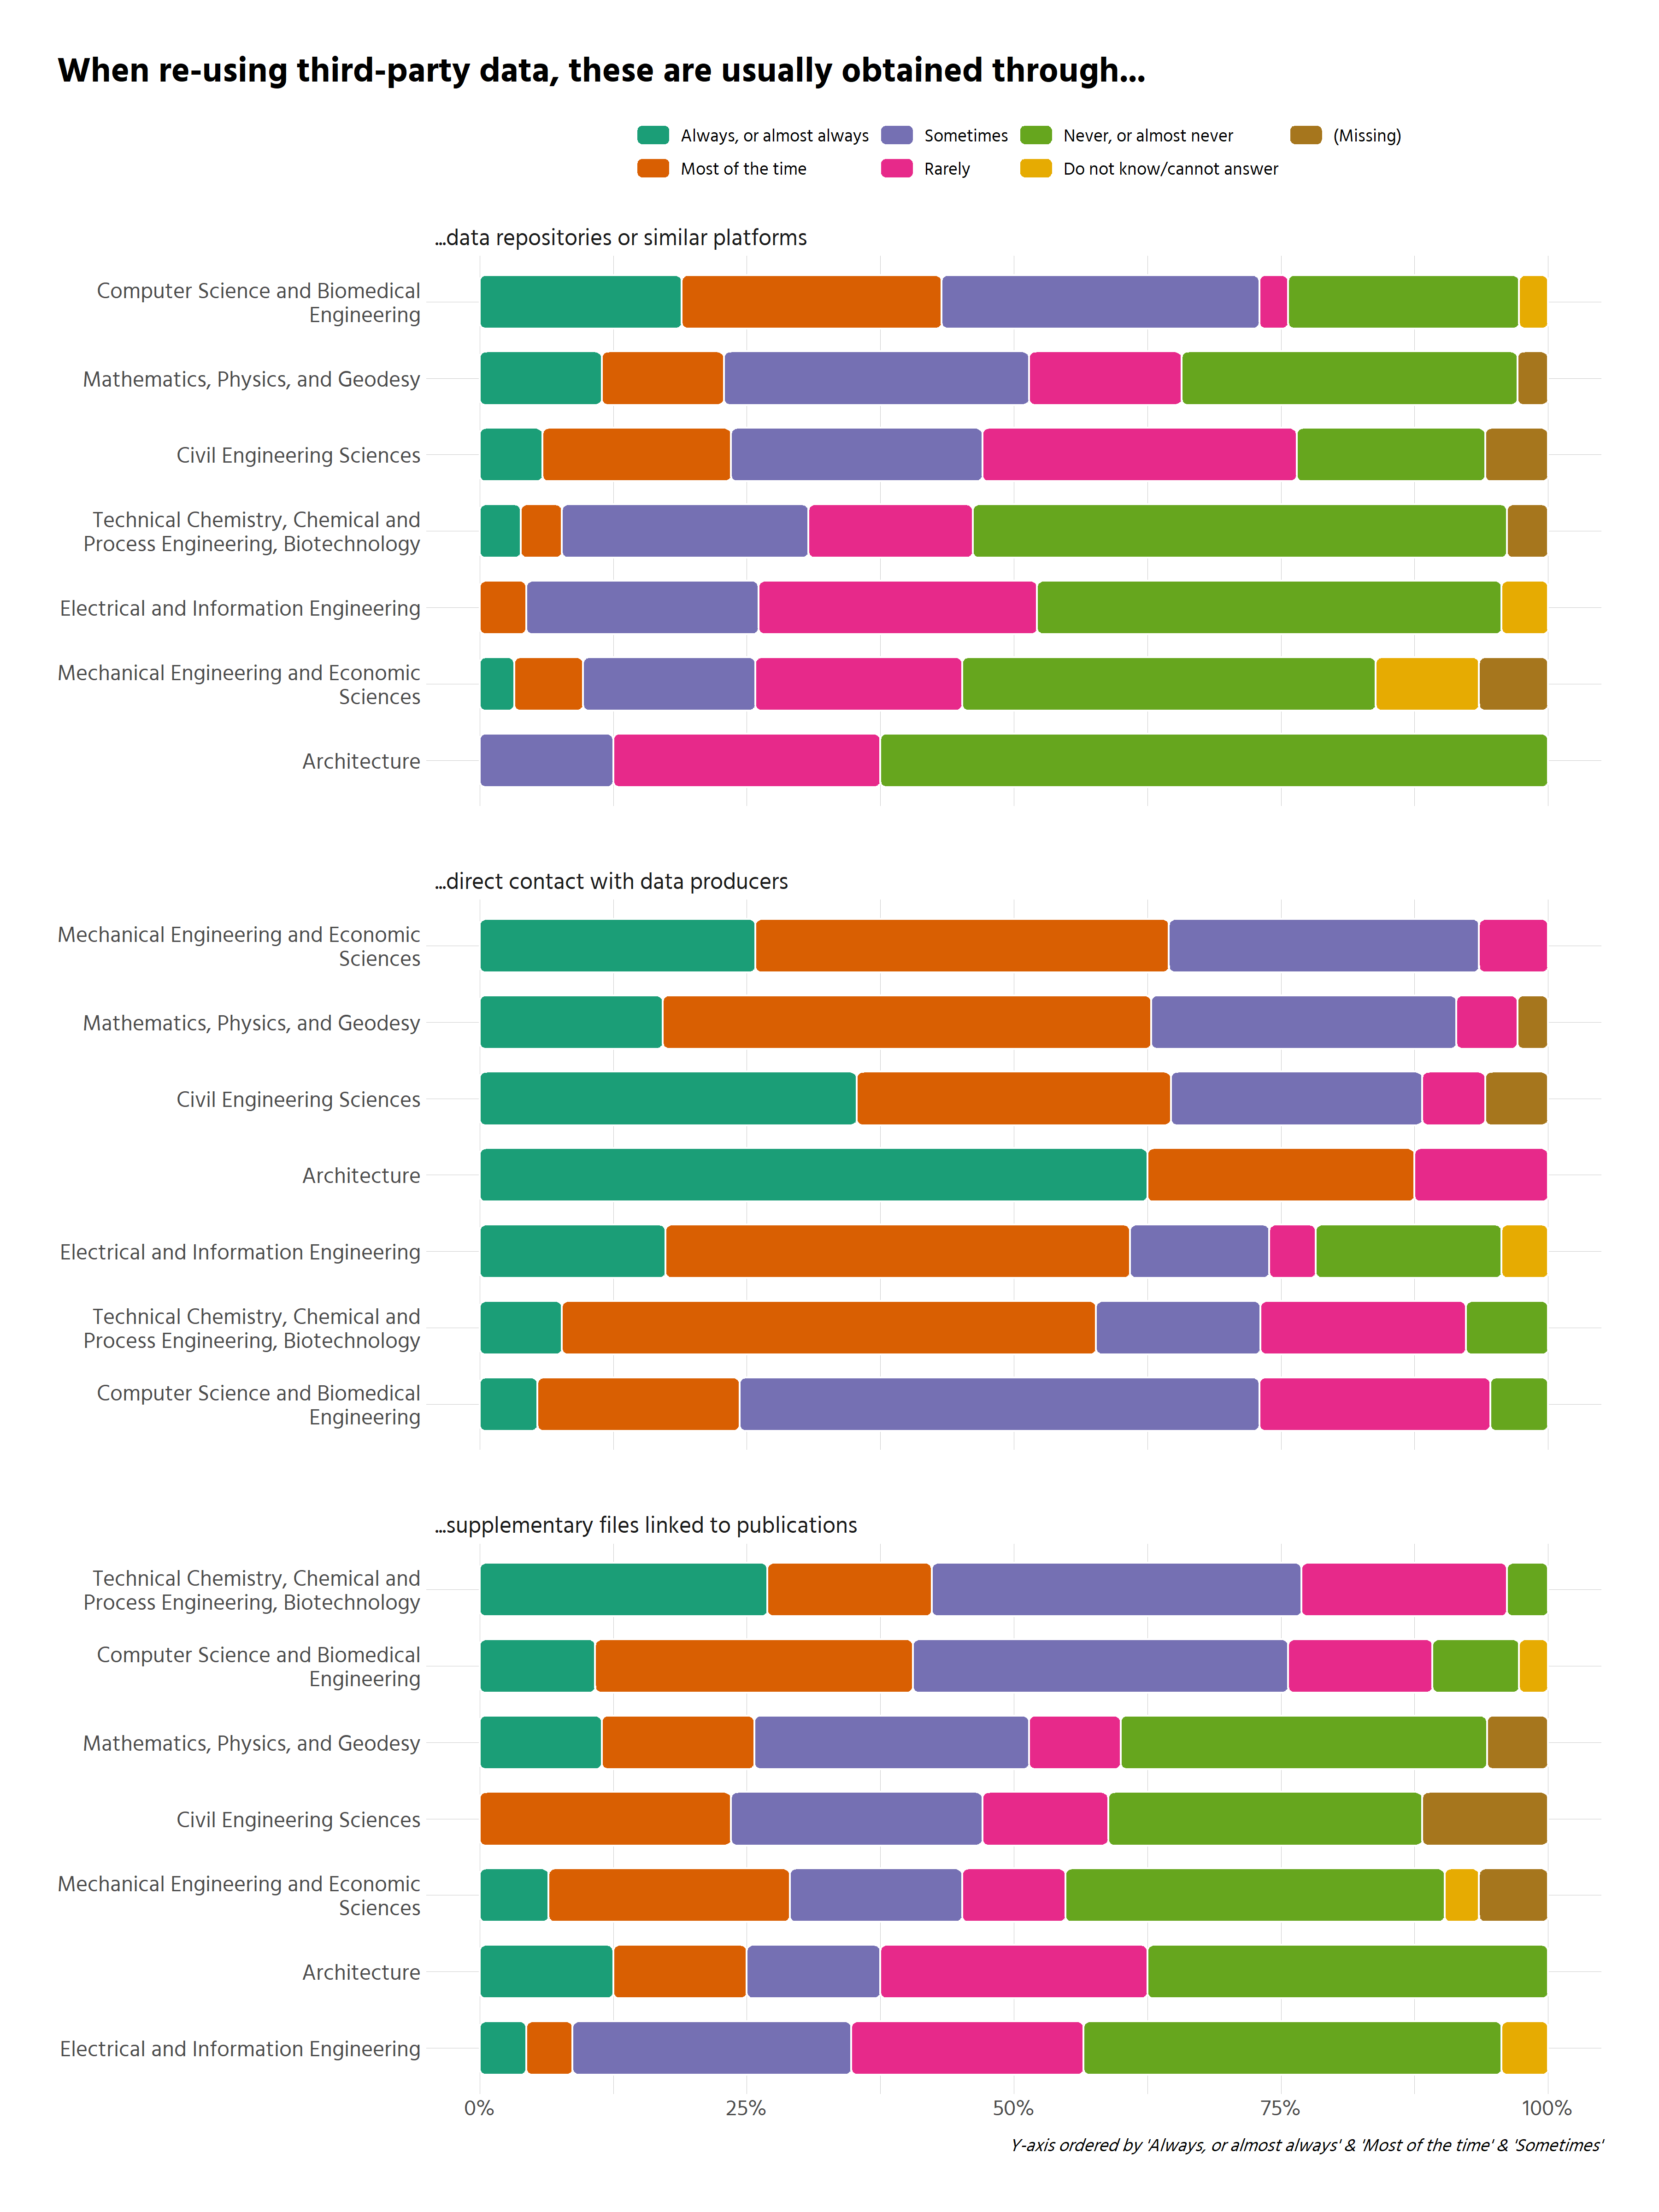 When re-using third-party data, these are usually obtained through...
Always, or almost always
Sometimes
Never, or almost never
(Missing)
Most of the time
Rarely
Do not know/cannot answer
...data repositories or similar platforms
Computer Science and Biomedical
Engineering
Mathematics, Physics, and Geodesy
Civil Engineering Sciences
Technical Chemistry, Chemical and
Process Engineering, Biotechnology
Electrical and Information Engineering
Mechanical Engineering and Economic
Sciences
Architecture
...direct contact with data producers
Mechanical Engineering and Economic
Sciences
Mathematics, Physics, and Geodesy
Civil Engineering Sciences
Architecture
Electrical and Information Engineering
Technical Chemistry, Chemical and
Process Engineering, Biotechnology
Computer Science and Biomedical
Engineering
...supplementary files linked to publications
Technical Chemistry, Chemical and
Process Engineering, Biotechnology
Computer Science and Biomedical
Engineering
Mathematics, Physics, and Geodesy
Civil Engineering Sciences
Mechanical Engineering and Economic
Sciences
Architecture
Electrical and Information Engineering
0%
25%
50%
75%
100%
Y-axis ordered by 'Always, or almost always' & 'Most of the time' & 'Sometimes'